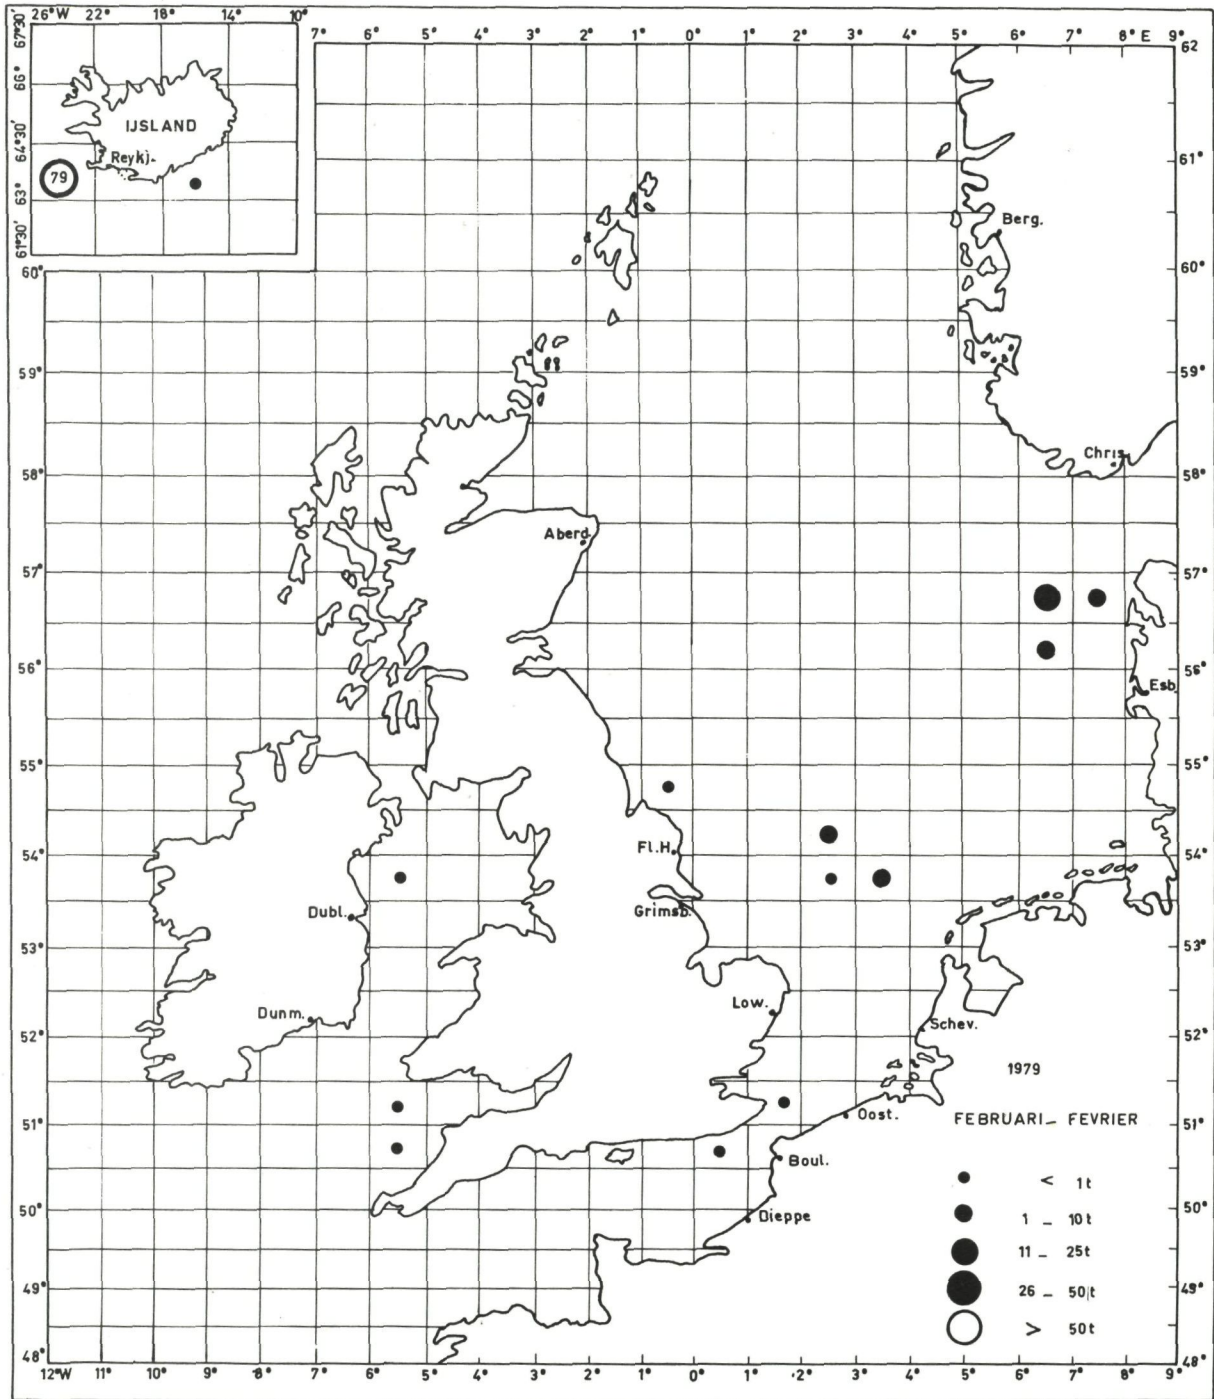 26°W 22° 18° 14° 10°
67°30'
66°
64°30'
63°
61°30'
IJSLAND
Reykj.
79
7° 6° 5° 4° 3° 2° 1° 0° 1° 2° 3° 4° 5° 6° 7° 8° E 9°
62
61°
60° 60°
59° 59°
58° 58°
57° 57°
56° 56°
55° 55°
54° 54°
53° 53°
52° 52°
51° 51°
50° 50°
49° 49°
48° 48°
Berg.
Chris
Aberd.
Esb.
Fl.H.
Grimsb.
Dubl.
Dunm.
Low.
Schev.
Oost.
Boul.
Dieppe
1979
FEBRUARI _ FEVRIER
< 1t
1 _ 10t
11 _ 25t
26 _ 50t
> 50t
12°W 11° 10° 9° 8° 7° 6° 5° 4° 3° 2° 1° 0° 1° 2° 3° 4° 5° 6° 7° 8° 9°